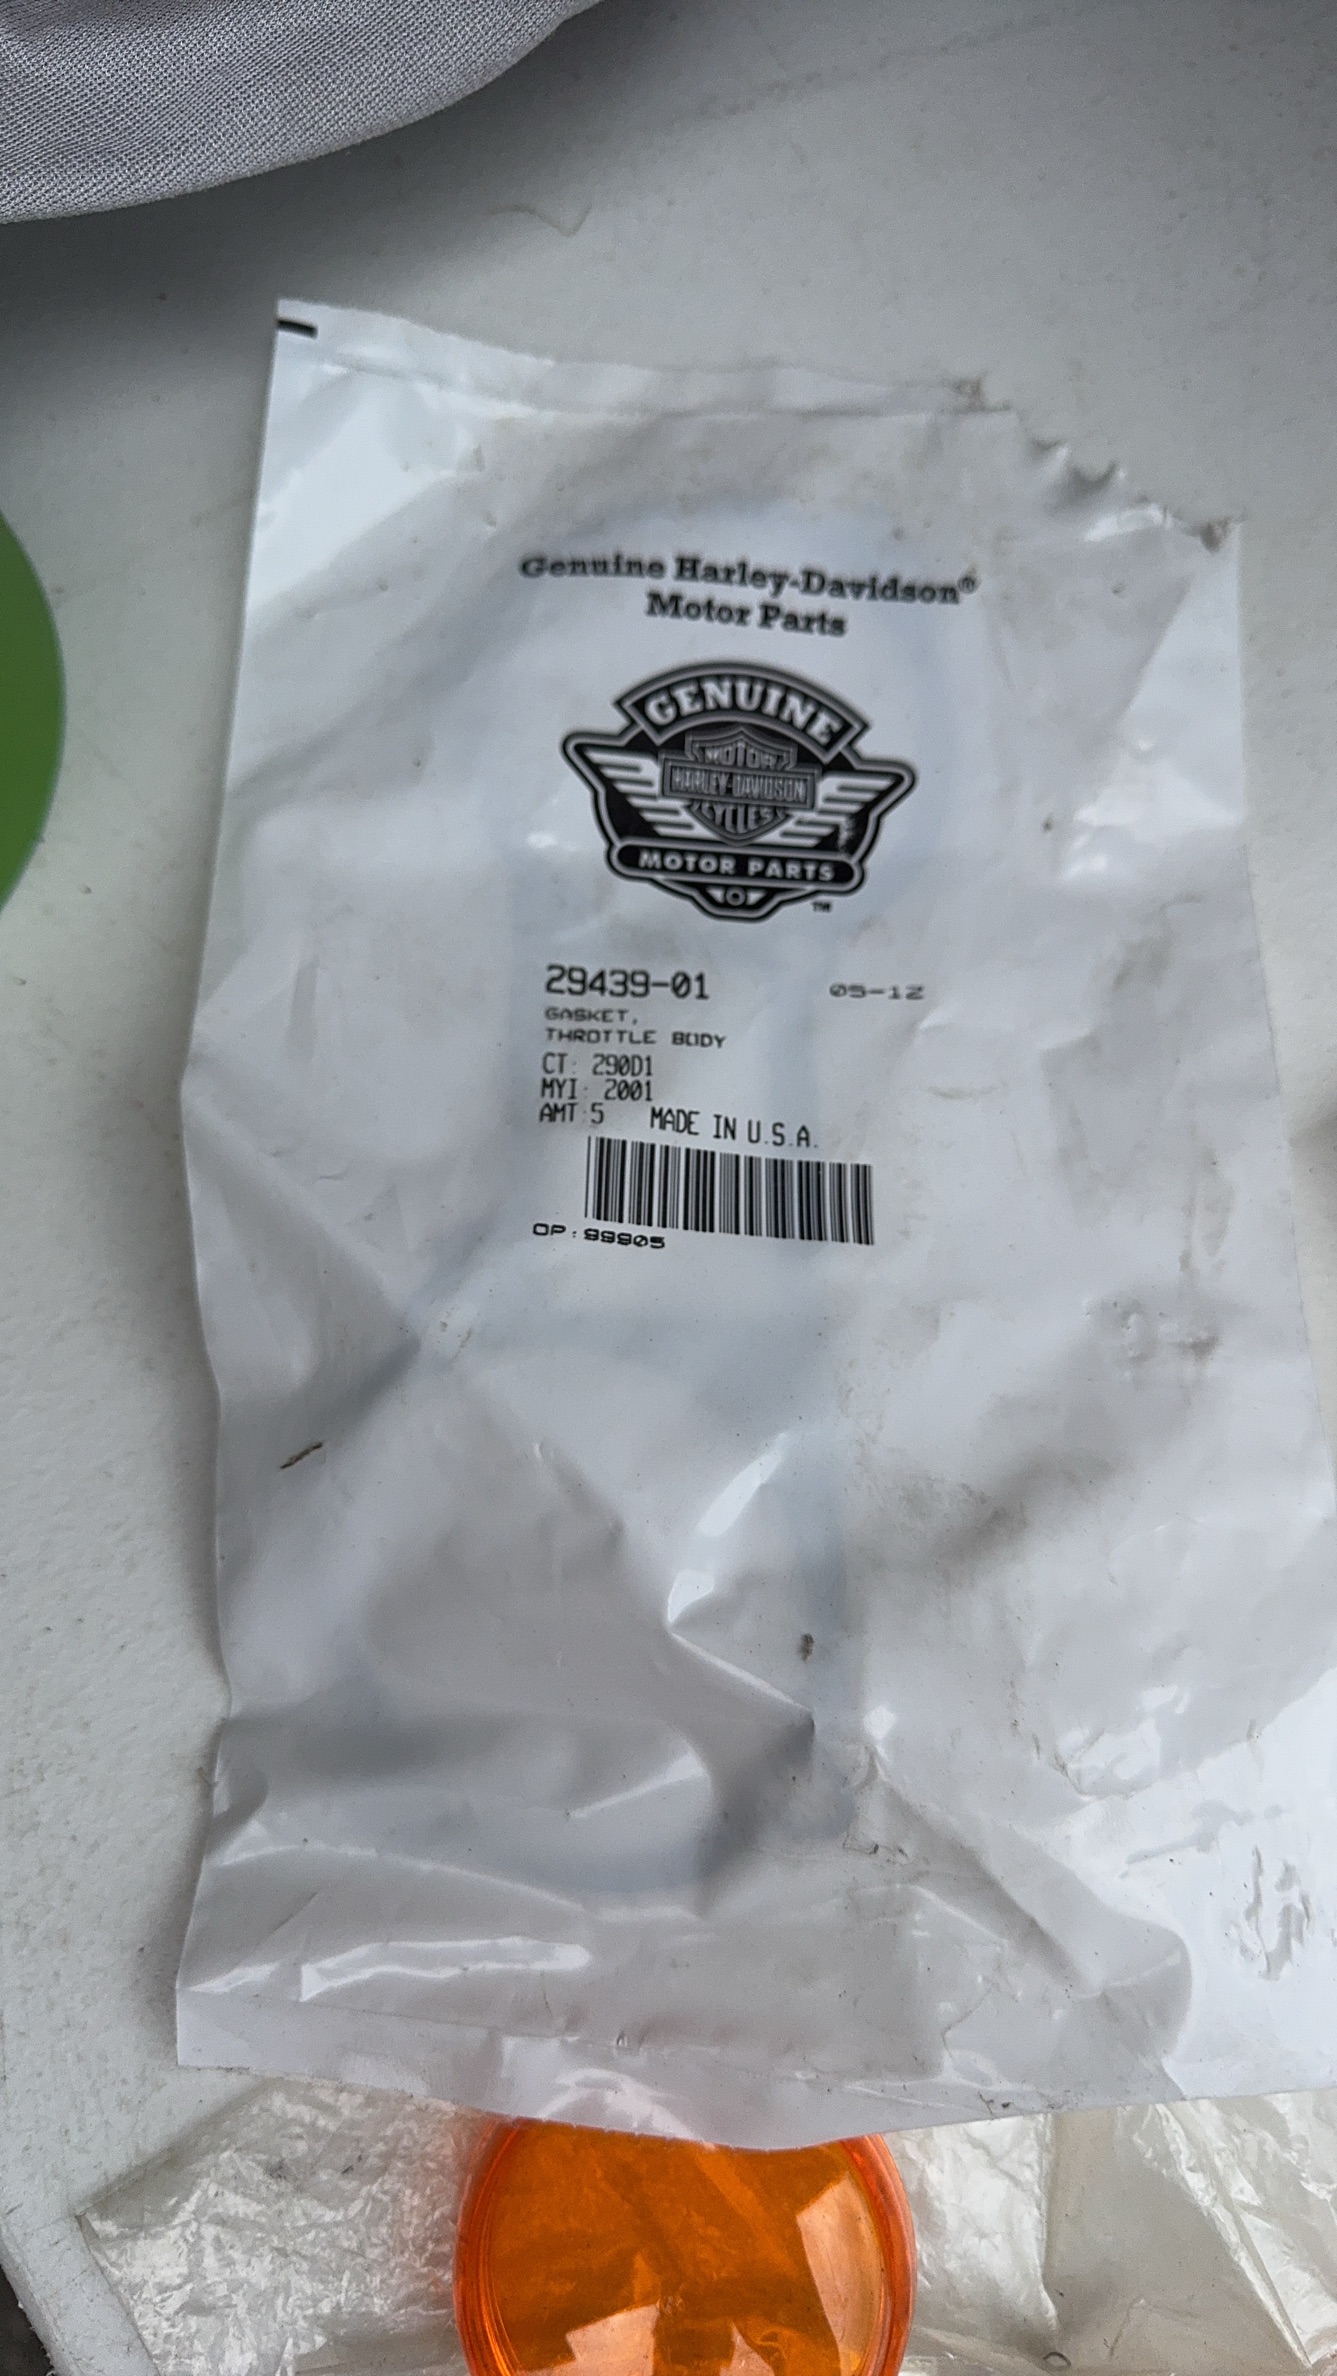 Genuine Harley-Davidson®
Motor Parts
GENUINE
MOTOR
HARLEY-DAVIDSON
CYCLES
MOTOR PARTS
TM
29439-01 05-12
GASKET,
THROTTLE BODY
CT: 290D1
MYI: 2001
AMT:5 MADE IN U.S.A.
OP:99905